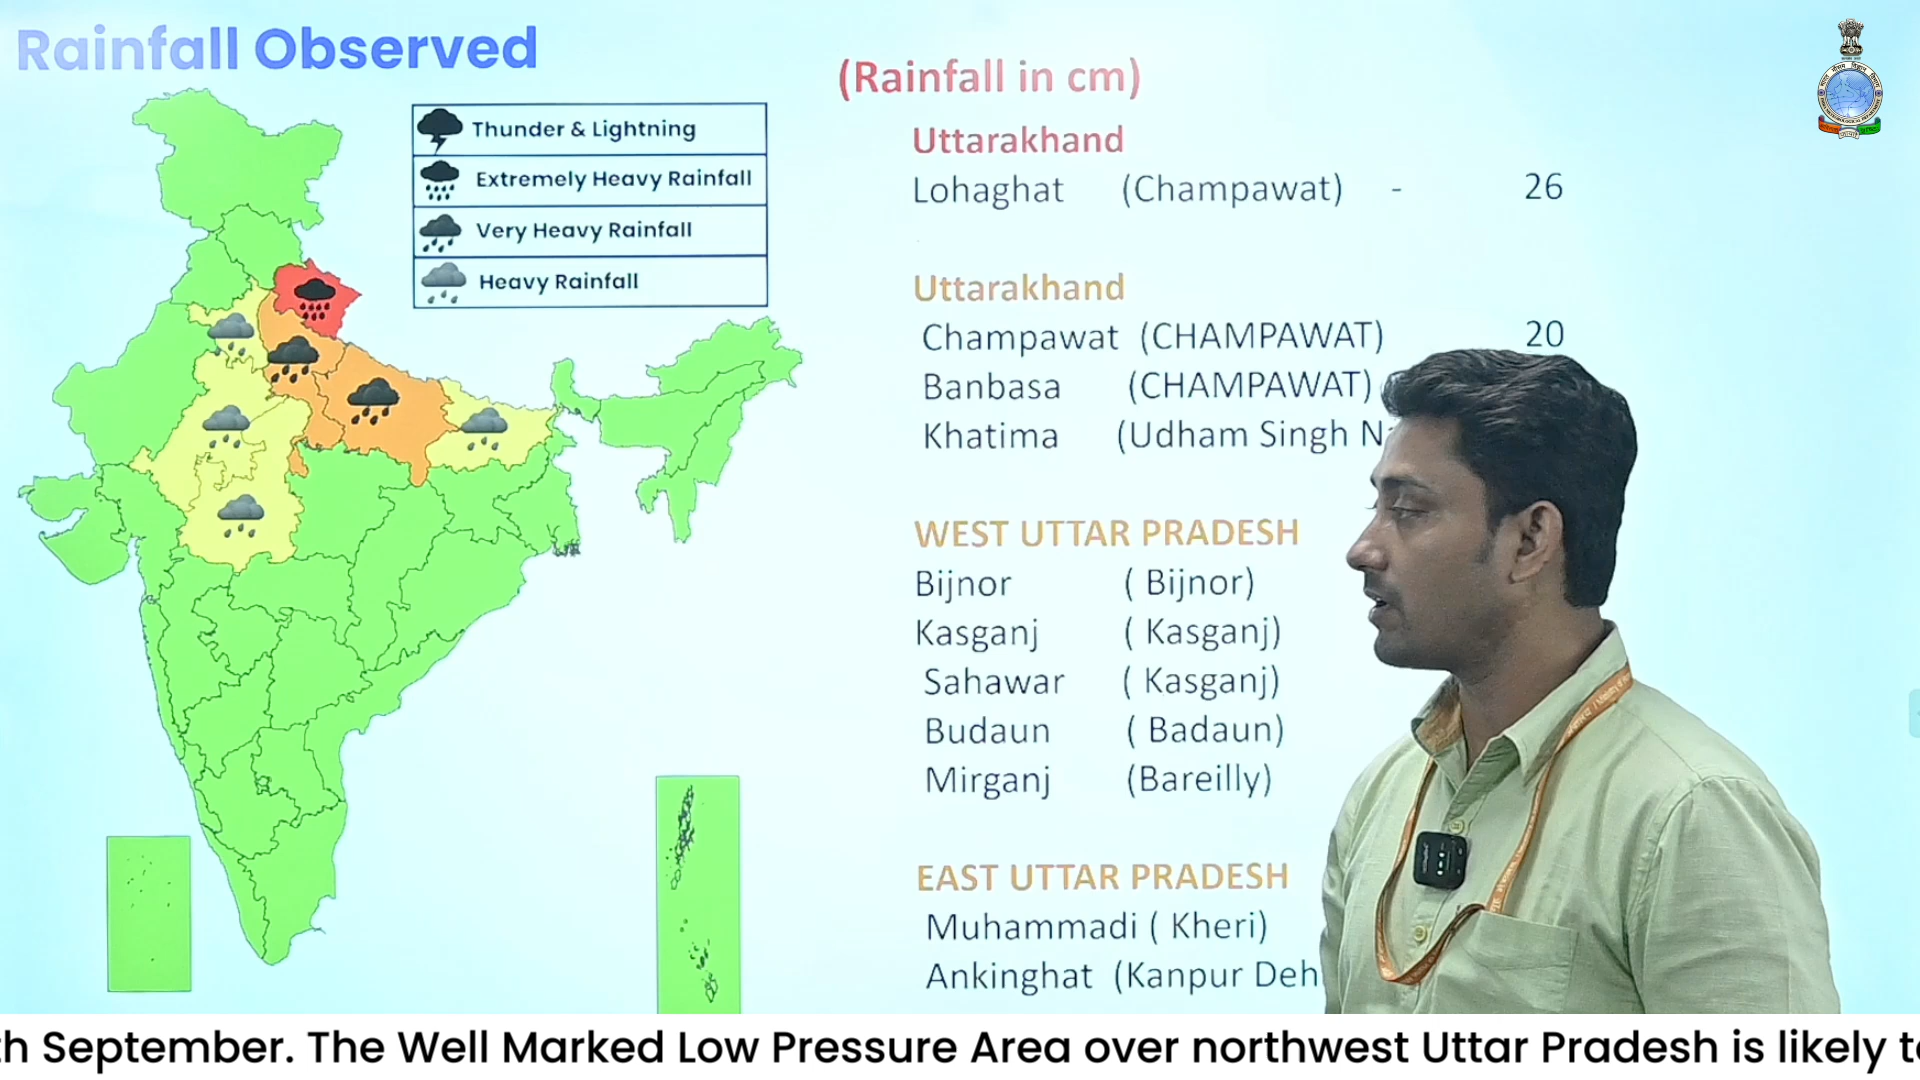 Rainfall Observed
Thunder & Lightning
Extremely Heavy Rainfall
Very Heavy Rainfall
Heavy Rainfall
(Rainfall in cm)
Uttarakhand
Lohaghat (Champawat) - 26
Uttarakhand
Champawat (CHAMPAWAT) 20
Banbasa (CHAMPAWAT)
Khatima (Udham Singh
WEST UTTAR PRADESH
Bijnor ( Bijnor)
Kasganj ( Kasganj)
Sahawar ( Kasganj)
Budaun ( Badaun)
Mirganj (Bareilly)
EAST UTTAR PRADESH
Muhammadi ( Kheri)
Ankinghat (Kanpur Deh
th September. The Well Marked Low Pressure Area over northwest Uttar Pradesh is likely